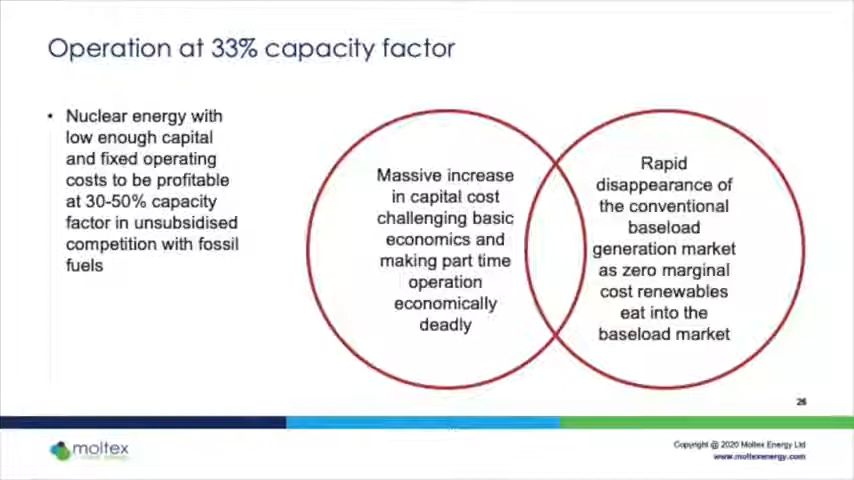 Operation at 33% capacity factor
• Nuclear energy with
low enough capital
and fixed operating
costs to be profitable
at 30-50% capacity
factor in unsubsidised
competition with fossil
fuels
Massive increase
in capital cost
challenging basic
economics and
making part time
operation
economically
deadly
Rapid
disappearance of
the conventional
baseload
generation market
as zero marginal
cost renewables
eat into the
baseload market
26
moltex
Copyright @ 2020 Moltex Energy Ltd
www.moltexenergy.com